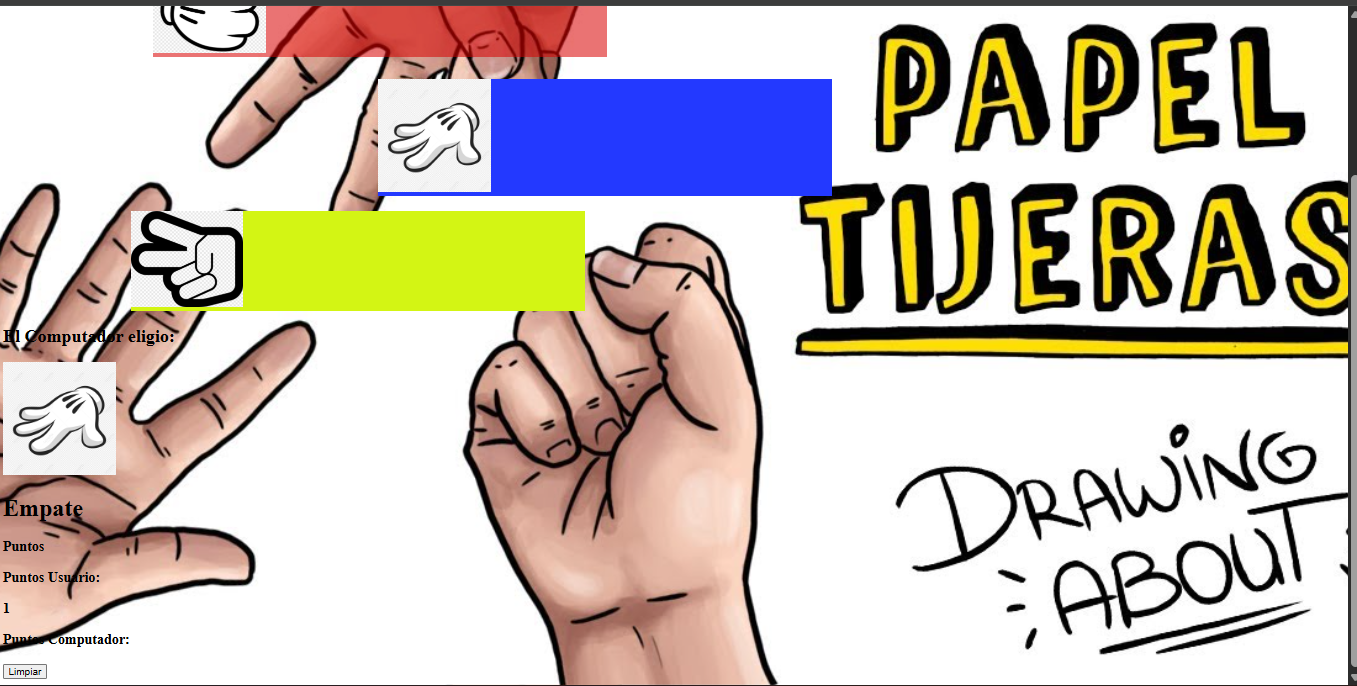 PAPEL
TIJERAS
El Computador eligio:
Empate
Puntos
Puntos Usuario:
1
Puntos Computador:
Limpiar
DRAWING
ABOUT